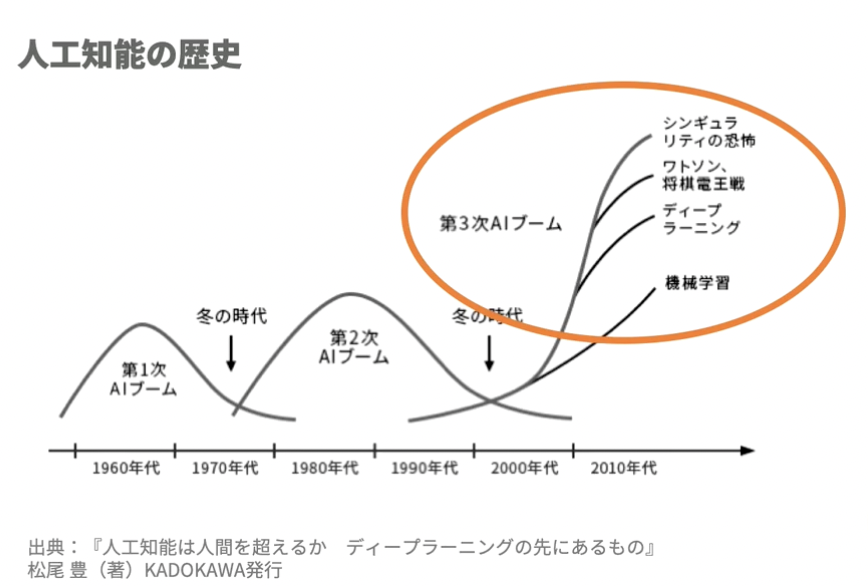 人工知能の歴史
シンギュラ
リティの恐怖
ワトソン、
将棋電王戦
ディープ
ラーニング
機械学習
第3次AIブーム
冬の時代
冬の時代
第2次
AIブーム
第1次
AIブーム
1960年代
1970年代
1980年代
1990年代
2000年代
2010年代
出典：『人工知能は人間を超えるか　ディープラーニングの先にあるもの』
松尾 豊（著）KADOKAWA発行